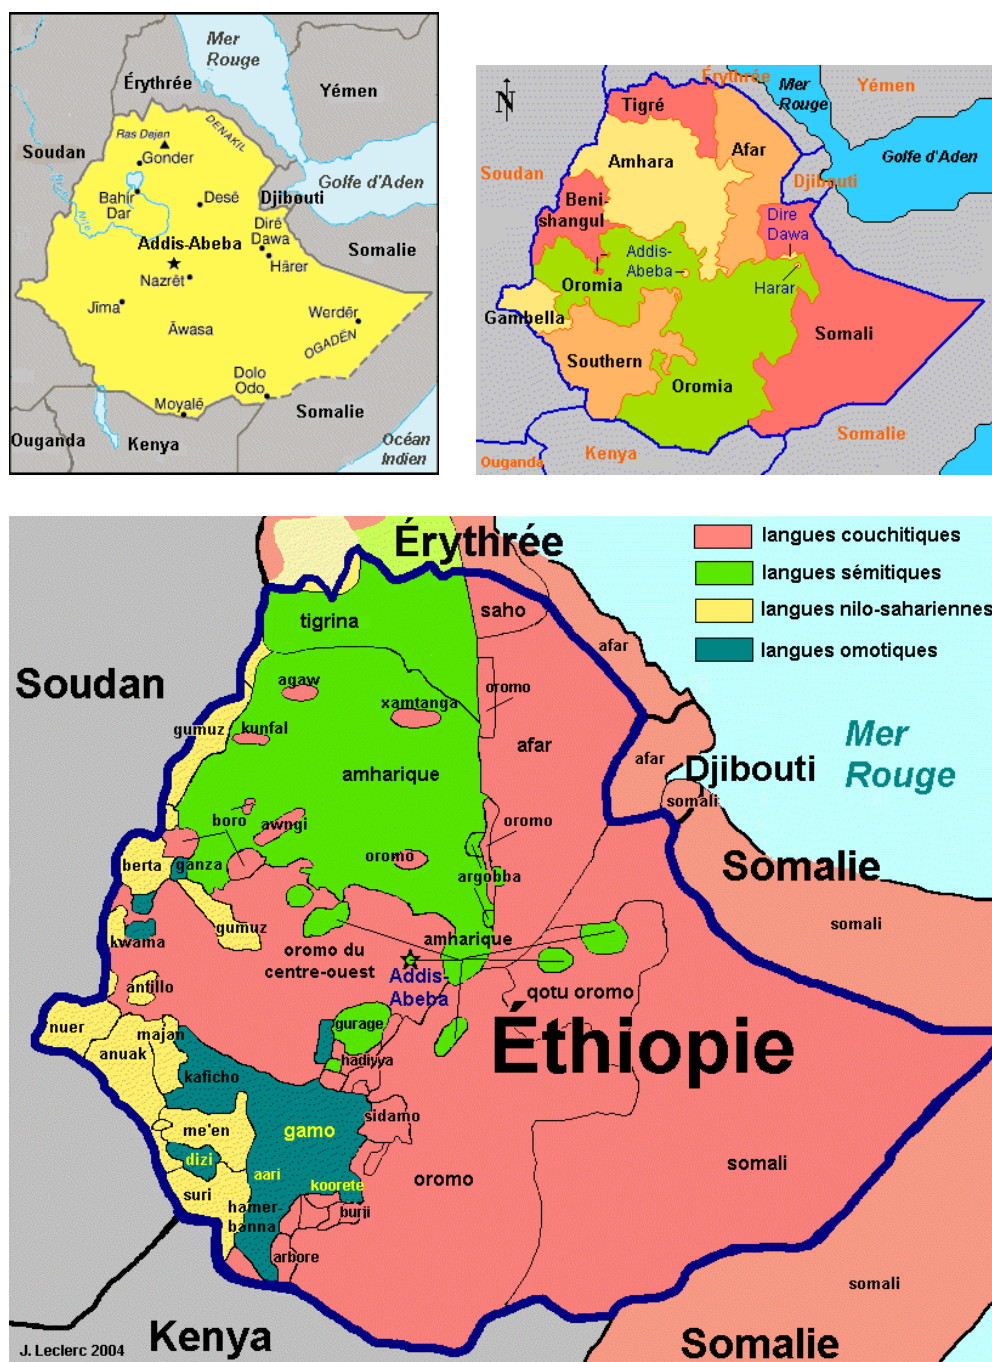 Mer
Rouge
Érythrée
Yémen
Ras Dejen
DENAKIL
Soudan
Gonder
Golfe d'Aden
Bahir
Dar
Desē
Djibouti
Dirē
Dawa
Addis-Abeba
Somalie
Hārer
Nazrēt
Jīma
Werdēr
Āwasa
OGADĒN
Dolo
Odo
Moyalē
Somalie
Ouganda
Kenya
Océan
Indien
N
Érythrée
Mer
Rouge
Yémen
Tigré
Afar
Amhara
Golfe d'Aden
Soudan
Djibouti
Beni-
shangul
Dire
Dawa
Addis-
Abeba
Oromia
Harar
Gambella
Somali
Southern
Oromia
Somalie
Kenya
Ouganda
Érythrée
langues couchitiques
langues sémitiques
langues nilo-sahariennes
langues omotiques
saho
tigrina
afar
Soudan
agaw
oromo
xamtanga
gumuz
kunfal
afar
afar
Mer
Rouge
amharique
Djibouti
somali
boro
awngi
oromo
berta
ganza
oromo
argobba
Somalie
somali
gumuz
kwama
amharique
oromo du
centre-ouest
Addis-
Abeba
anfillo
qotu oromo
nuer
majan
gurage
Éthiopie
anuak
hadiyya
kaficho
sidamo
me'en
gamo
dizi
aari
oromo
somali
suri
koorete
hamer-
banna
burji
arbore
somali
Kenya
Somalie
J. Leclerc 2004